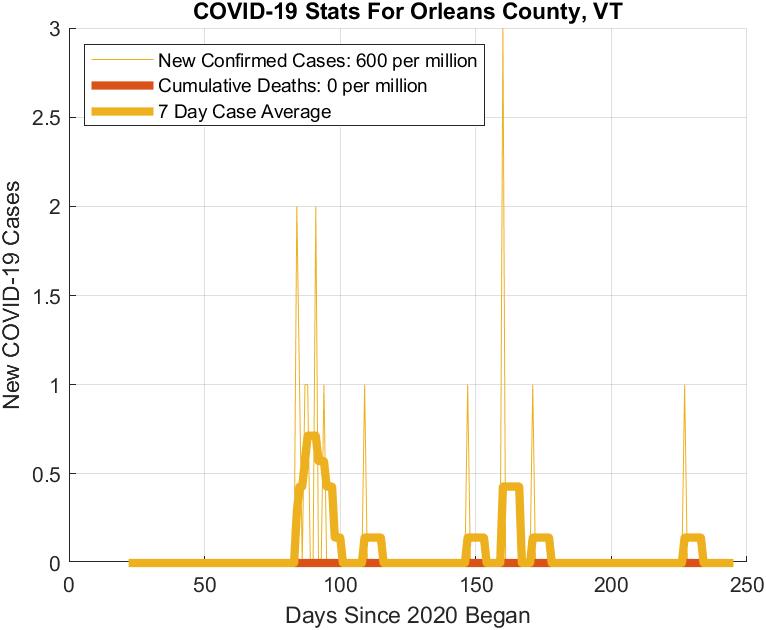 COVID-19 Stats For Orleans County, VT
New Confirmed Cases: 600 per million
Cumulative Deaths: 0 per million
7 Day Case Average
New COVID-19 Cases
3
2.5
2
1.5
1
0.5
0
0 50 100 150 200 250
Days Since 2020 Began